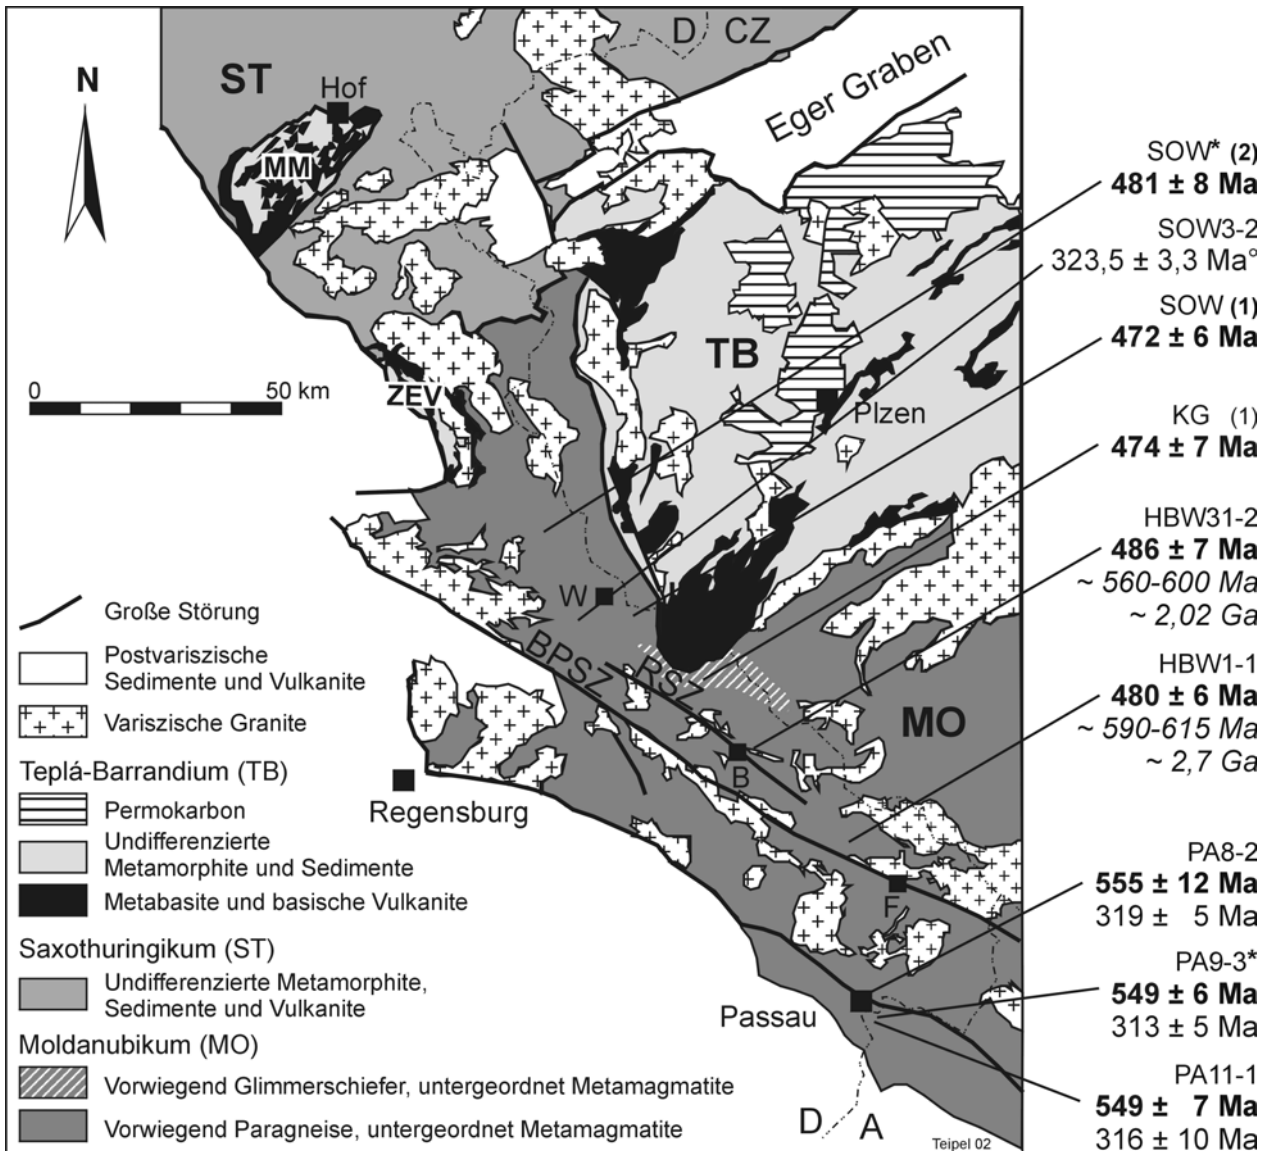 D
CZ
ST
Hof
N
Eger Graben
MM
SOW* (2)
481 ± 8 Ma
SOW3-2
323,5 ± 3,3 Ma°
SOW (1)
472 ± 6 Ma
TB
0
50 km
ZEV
Plzen
KG (1)
474 ± 7 Ma
HBW31-2
486 ± 7 Ma
~ 560-600 Ma
~ 2,02 Ga
W
BPSZ
RSZ
HBW1-1
480 ± 6 Ma
~ 590-615 Ma
~ 2,7 Ga
MO
B
Regensburg
F
PA8-2
555 ± 12 Ma
319 ± 5 Ma
PA9-3*
549 ± 6 Ma
313 ± 5 Ma
Passau
PA11-1
549 ± 7 Ma
316 ± 10 Ma
D
A
Teipel 02
Große Störung
Postvariszische
Sedimente und Vulkanite
Variszische Granite
Teplá-Barrandium (TB)
Permokarbon
Undifferenzierte
Metamorphite und Sedimente
Metabasite und basische Vulkanite
Saxothuringikum (ST)
Undifferenzierte Metamorphite,
Sedimente und Vulkanite
Moldanubikum (MO)
Vorwiegend Glimmerschiefer, untergeordnet Metamagmatite
Vorwiegend Paragneise, untergeordnet Metamagmatite